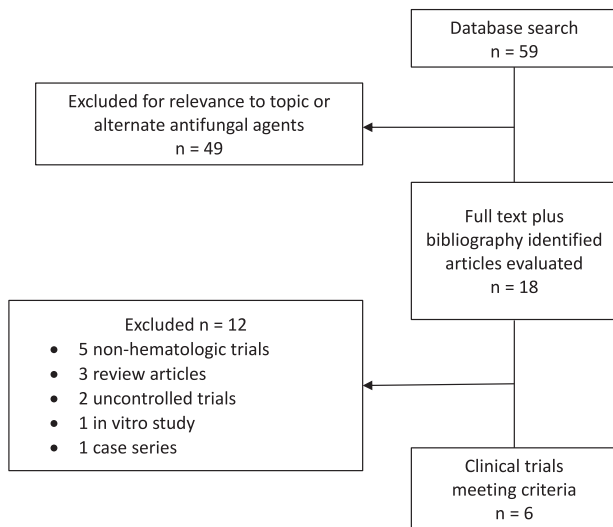 Database search
n = 59
Excluded for relevance to topic or
alternate antifungal agents
n = 49
Full text plus
bibliography identified
articles evaluated
n = 18
Excluded n = 12
• 5 non-hematologic trials
• 3 review articles
• 2 uncontrolled trials
• 1 in vitro study
• 1 case series
Clinical trials
meeting criteria
n = 6